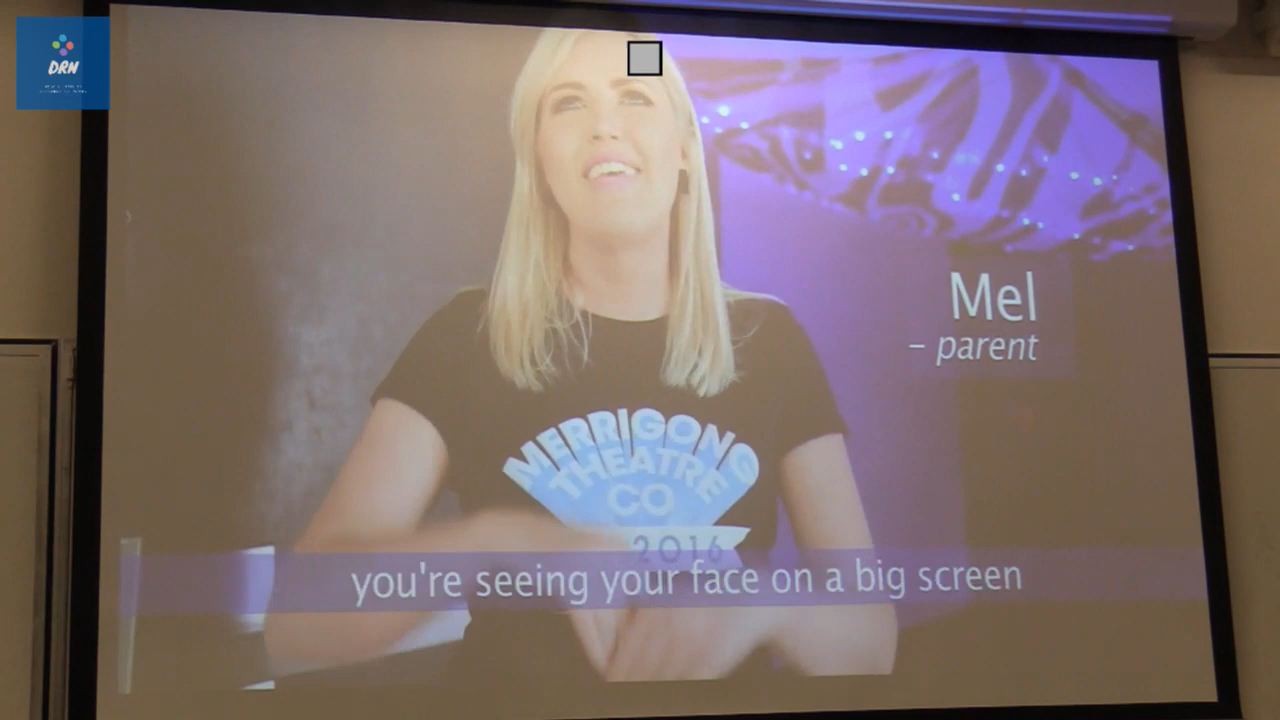 DRN
Mel
– parent
MERRIGONG
THEATRE
CO
2016
you're seeing your face on a big screen